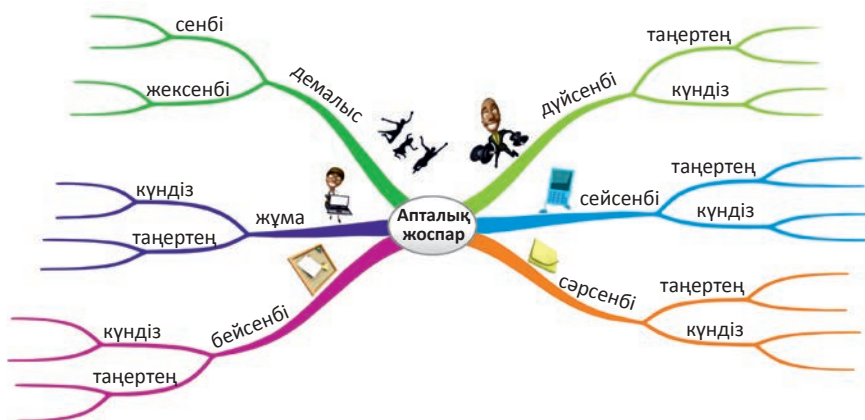 Апталық
жоспар
дүйсенбі
таңертең
күндіз
сейсенбі
таңертең
күндіз
сәрсенбі
таңертең
күндіз
бейсенбі
күндіз
таңертең
жұма
күндіз
таңертең
демалыс
сенбі
жексенбі